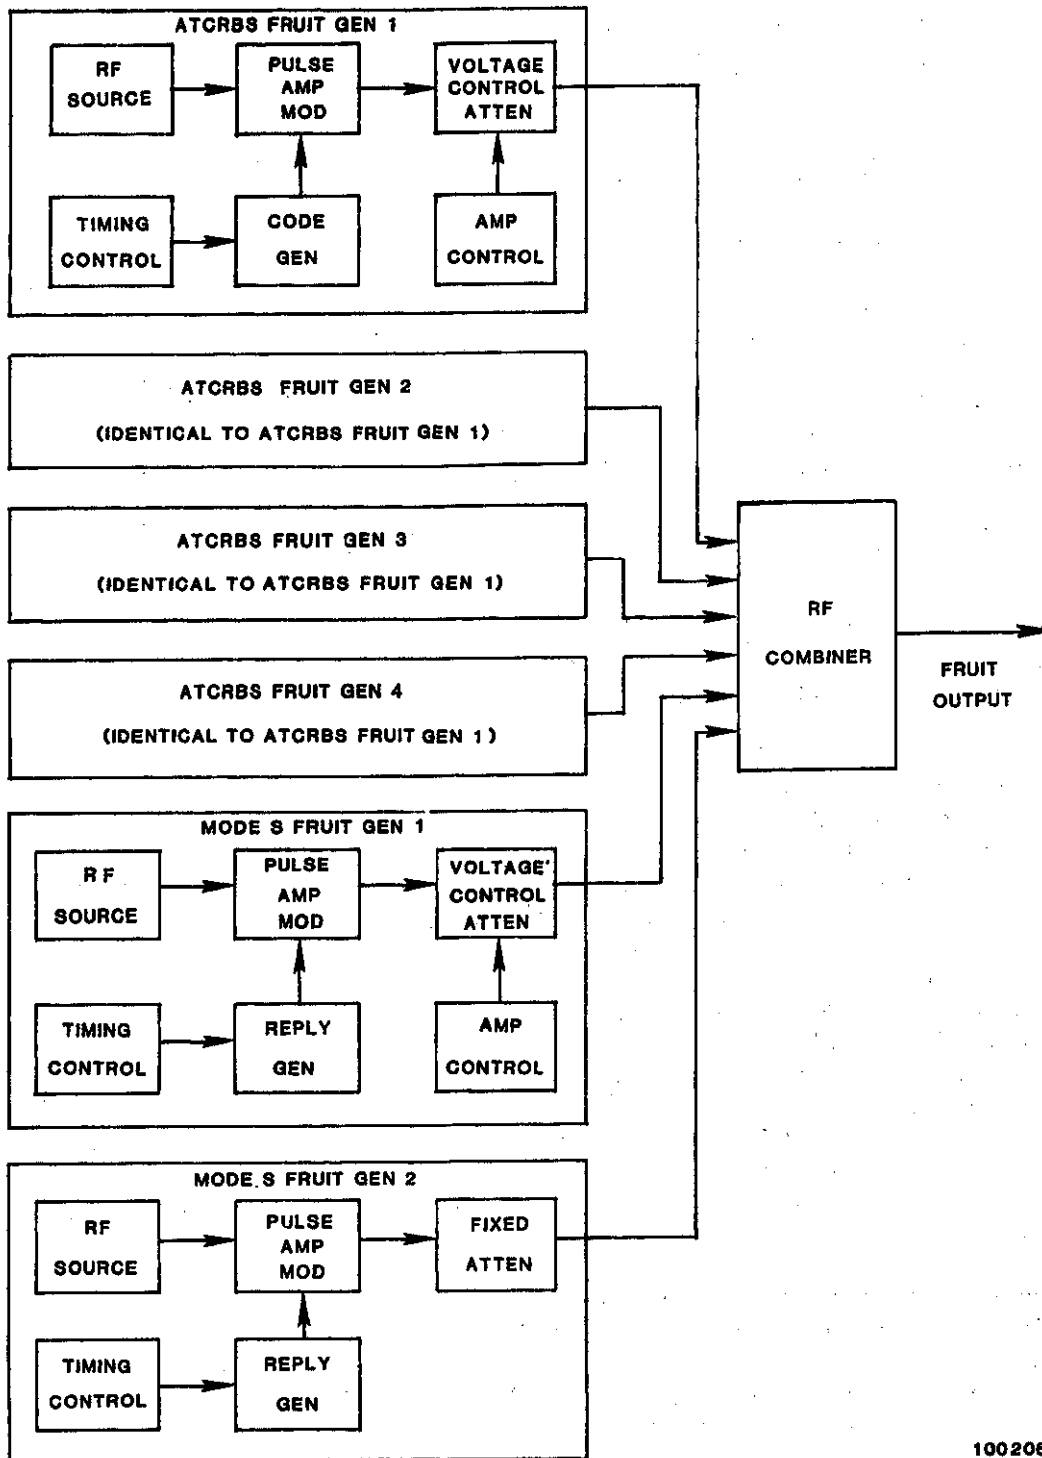 ATCRBS FRUIT GEN 1
RF
SOURCE
PULSE
AMP
MOD
VOLTAGE
CONTROL
ATTEN
TIMING
CONTROL
CODE
GEN
AMP
CONTROL
ATCRBS FRUIT GEN 2
(IDENTICAL TO ATCRBS FRUIT GEN 1)
ATCRBS FRUIT GEN 3
(IDENTICAL TO ATCRBS FRUIT GEN 1)
ATCRBS FRUIT GEN 4
(IDENTICAL TO ATCRBS FRUIT GEN 1)
RF
COMBINER
FRUIT
OUTPUT
MODE S FRUIT GEN 1
RF
SOURCE
PULSE
AMP
MOD
VOLTAGE
CONTROL
ATTEN
TIMING
CONTROL
REPLY
GEN
AMP
CONTROL
MODE S FRUIT GEN 2
RF
SOURCE
PULSE
AMP
MOD
FIXED
ATTEN
TIMING
CONTROL
REPLY
GEN